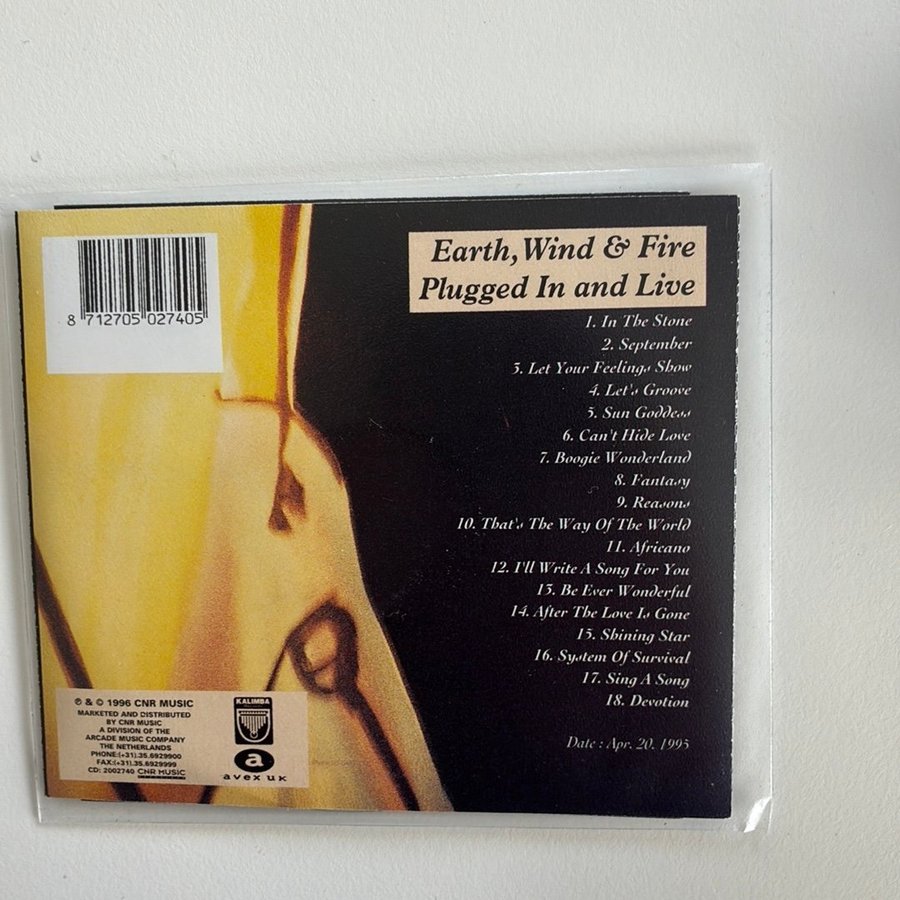 Earth, Wind & Fire
Plugged In and Live
1. In The Stone
2. September
3. Let Your Feelings Show
4. Let's Groove
5. Sun Goddess
6. Can't Hide Love
7. Boogie Wonderland
8. Fantasy
9. Reasons
10. That's The Way Of The World
11. Africano
12. I'll Write A Song For You
13. Be Ever Wonderful
14. After The Love Is Gone
15. Shining Star
16. System Of Survival
17. Sing A Song
18. Devotion
Date : Apr. 20. 1995
8 712705 027405
℗ & © 1996 CNR MUSIC
MARKETED AND DISTRIBUTED
BY CNR MUSIC
A DIVISION OF THE
ARCADE MUSIC COMPANY
THE NETHERLANDS
PHONE:(+31).35.6929900
FAX:(+31).35.6929999
CD: 2002740 CNR MUSIC
KALIMBA
a
avex UK